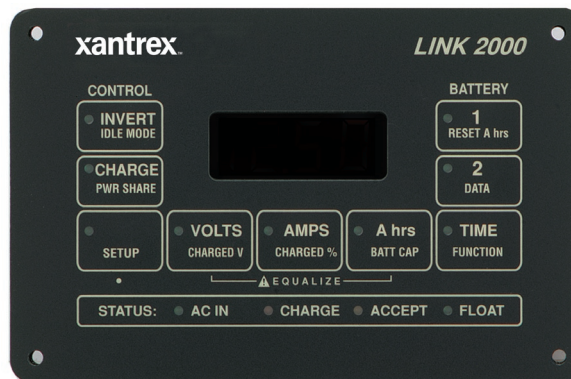 xantrex™
LINK 2000
CONTROL
BATTERY
INVERT
IDLE MODE
1
RESET A hrs
CHARGE
PWR SHARE
2
DATA
SETUP
VOLTS
CHARGED V
AMPS
CHARGED %
A hrs
BATT CAP
TIME
FUNCTION
EQUALIZE
STATUS: AC IN CHARGE ACCEPT FLOAT